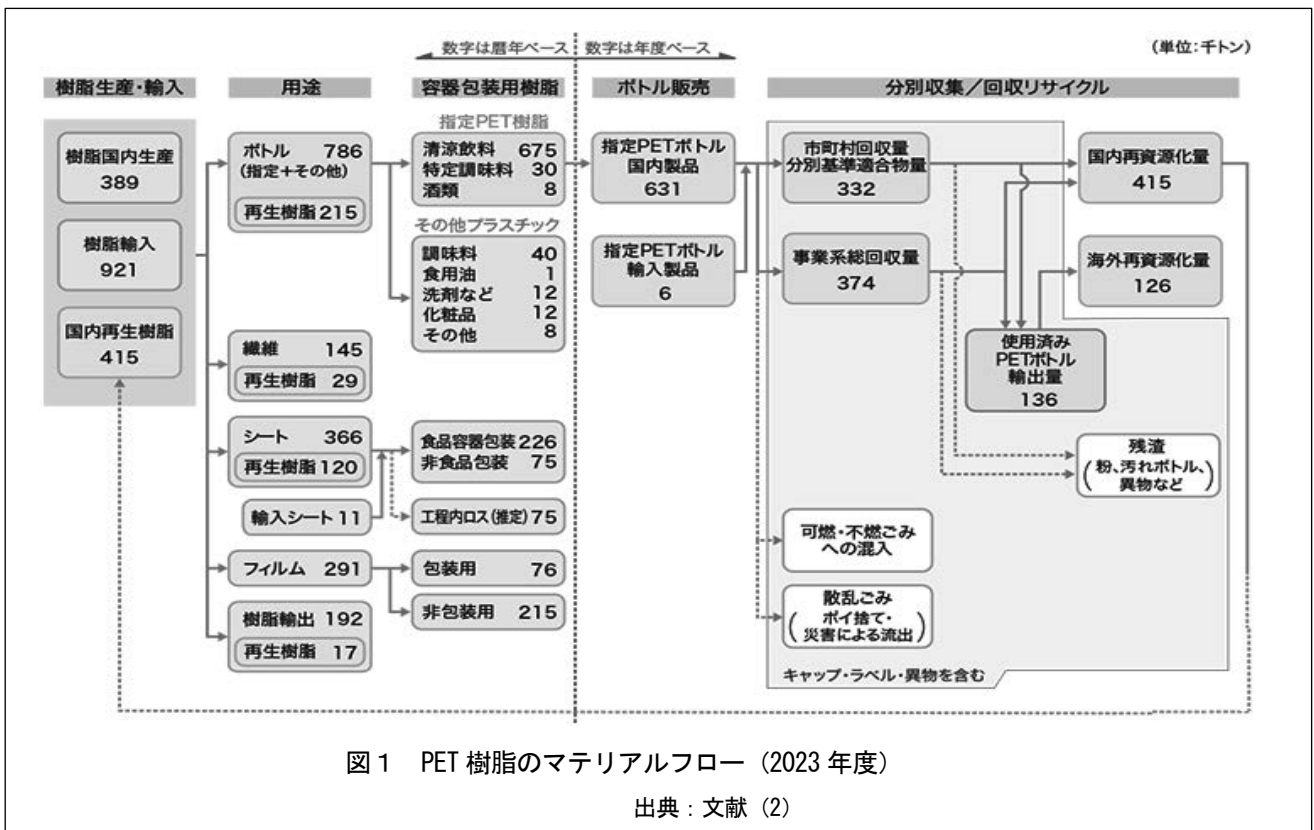 数字は暦年ベース 数字は年度ベース (単位:千トン)
樹脂生産・輸入 用途 容器包装用樹脂 ボトル販売 分別収集/回収リサイクル
樹脂国内生産
389
樹脂輸入
921
国内再生樹脂
415
ボトル 786
(指定+その他)
再生樹脂 215
繊維 145
再生樹脂 29
シート 366
再生樹脂 120
輸入シート 11
フィルム 291
樹脂輸出 192
再生樹脂 17
指定PET樹脂
清涼飲料 675
特定調味料 30
酒類 8
その他プラスチック
調味料 40
食用油 1
洗剤など 12
化粧品 12
その他 8
食品容器包装 226
非食品包装 75
工程内ロス(推定) 75
包装用 76
非包装用 215
指定PETボトル
国内製品
631
指定PETボトル
輸入製品
6
市町村回収量
分別基準適合物量
332
事業系総回収量
374
可燃・不燃ごみ
への混入
散乱ごみ
(ポイ捨て・
災害による流出)
キャップ・ラベル・異物を含む
使用済み
PETボトル
輸出量
136
国内再資源化量
415
海外再資源化量
126
残渣
(粉、汚れボトル、
異物など)
図1 PET 樹脂のマテリアルフロー(2023 年度)
出典:文献(2)